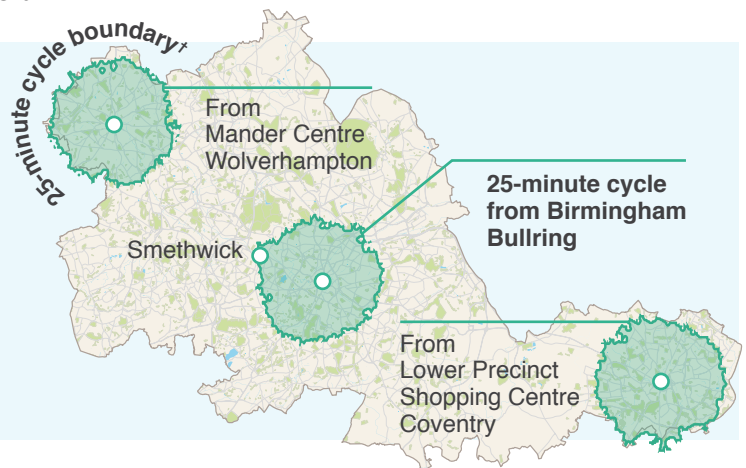 25-minute cycle boundary†
From
Mander Centre
Wolverhampton
25-minute cycle
from Birmingham
Bullring
Smethwick
From
Lower Precinct
Shopping Centre
Coventry